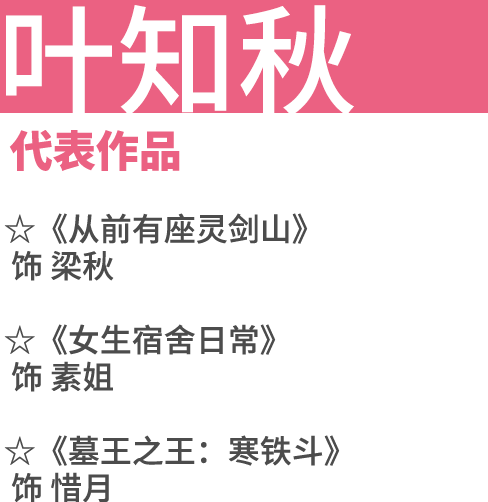 叶知秋
代表作品
☆《从前有座灵剑山》
饰 梁秋
☆《女生宿舍日常》
饰 素姐
☆《墓王之王：寒铁斗》
饰 惜月